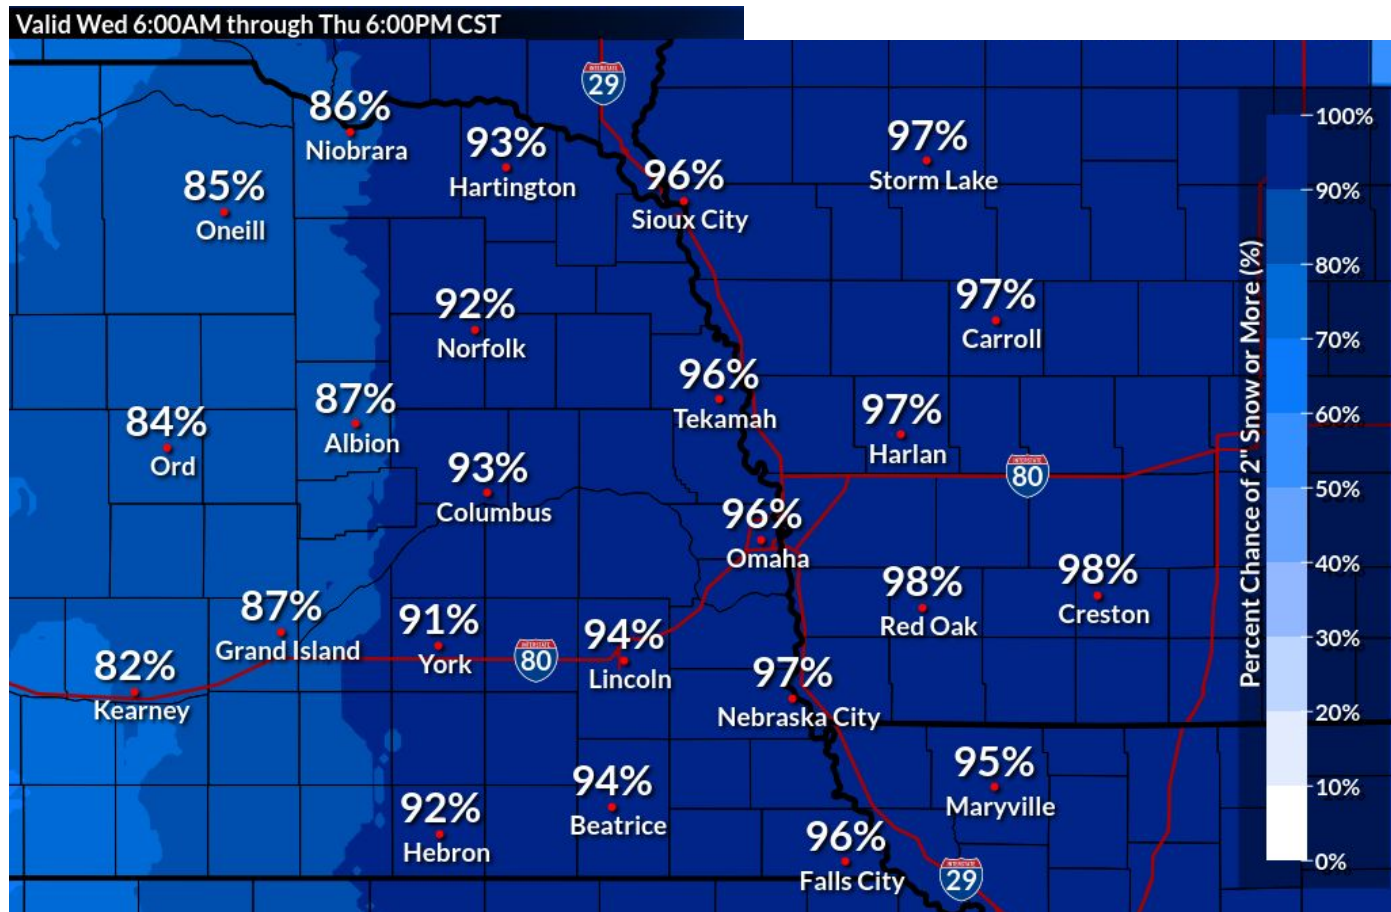 Valid Wed 6:00AM through Thu 6:00PM CST
INTERSTATE
29
86%
Niobrara
93%
Hartington
97%
Storm Lake
96%
Sioux City
85%
Oneill
92%
Norfolk
97%
Carroll
96%
Tekamah
87%
Albion
97%
Harlan
84%
Ord
93%
Columbus
INTERSTATE
80
96%
Omaha
98%
Red Oak
98%
Creston
87%
Grand Island
91%
York
INTERSTATE
80
94%
Lincoln
82%
Kearney
97%
Nebraska City
94%
Beatrice
95%
Maryville
92%
Hebron
96%
Falls City
INTERSTATE
29
Percent Chance of 2" Snow or More (%)
100%
90%
80%
70%
60%
50%
40%
30%
20%
10%
0%